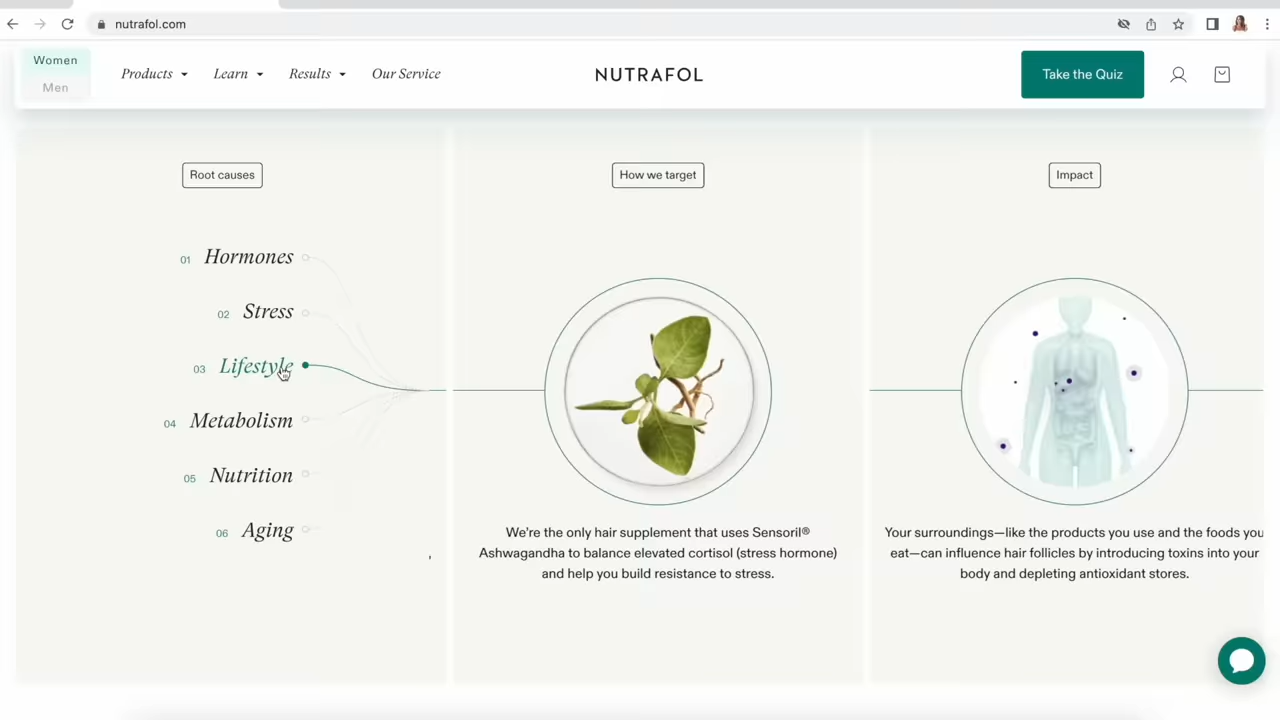 nutrafol.com
Women
Men
Products
Learn
Results
Our Service
NUTRAFOL
Take the Quiz
Root causes
01 Hormones
02 Stress
03 Lifestyle
04 Metabolism
05 Nutrition
06 Aging
How we target
We're the only hair supplement that uses Sensoril®
Ashwagandha to balance elevated cortisol (stress hormone)
and help you build resistance to stress.
Impact
Your surroundings—like the products you use and the foods you
eat—can influence hair follicles by introducing toxins into your
body and depleting antioxidant stores.